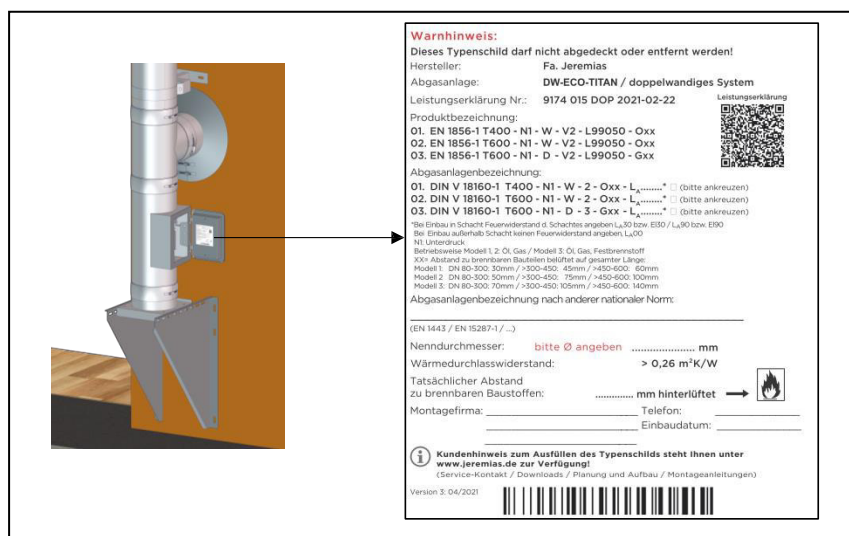 Warnhinweis:
Dieses Typenschild darf nicht abgedeckt oder entfernt werden!
Hersteller: Fa. Jeremias
Abgasanlage: DW-ECO-TITAN / doppelwandiges System
Leistungserklärung Nr.: 9174 015 DOP 2021-02-22
Leistungserklärung
Produktbezeichnung:
01. EN 1856-1 T400 - N1 - W - V2 - L99050 - Oxx
02. EN 1856-1 T600 - N1 - W - V2 - L99050 - Oxx
03. EN 1856-1 T600 - N1 - D - V2 - L99050 - Gxx
Abgasanlagenbezeichnung:
01. DIN V 18160-1 T400 - N1 - W - 2 - Oxx - LA........* □ (bitte ankreuzen)
02. DIN V 18160-1 T600 - N1 - W - 2 - Oxx - LA........* □ (bitte ankreuzen)
03. DIN V 18160-1 T600 - N1 - D - 3 - Gxx - LA........* □ (bitte ankreuzen)
*Bei Einbau in Schacht Feuerwiderstand d. Schachtes angeben LA30 bzw. EI30 / LA90 bzw. EI90
Bei Einbau außerhalb Schacht keinen Feuerwiderstand angeben, LA00
N1: Unterdruck
Betriebsweise Modell 1, 2: Öl, Gas / Modell 3: Öl, Gas, Festbrennstoff
XX= Abstand zu brennbaren Bauteilen belüftet auf gesamter Länge:
Modell 1: DN 80-300: 30mm / >300-450: 45mm / >450-600: 60mm
Modell 2 DN 80-300: 50mm / >300-450: 75mm / >450-600: 100mm
Modell 3: DN 80-300: 70mm / >300-450: 105mm / >450-600: 140mm
Abgasanlagenbezeichnung nach anderer nationaler Norm:
(EN 1443 / EN 15287-1 / ...)
Nenndurchmesser: bitte Ø angeben ...................... mm
Wärmedurchlasswiderstand: > 0,26 m²K/W
Tatsächlicher Abstand
zu brennbaren Baustoffen: ............. mm hinterlüftet
Montagefirma: Telefon:
Einbaudatum:
Kundenhinweis zum Ausfüllen des Typenschilds steht Ihnen unter
www.jeremias.de zur Verfügung!
(Service-Kontakt / Downloads / Planung und Aufbau / Montageanleitungen)
Version 3: 04/2021